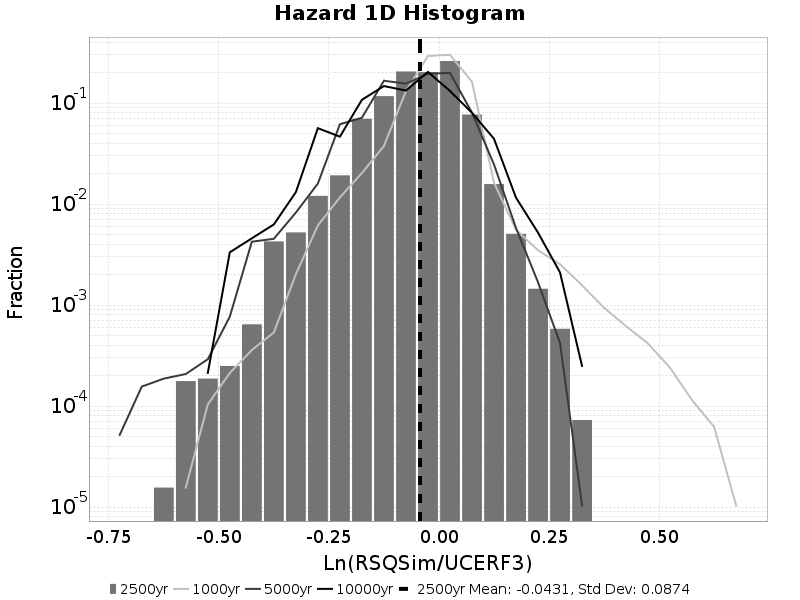 Hazard 1D Histogram
Fraction
10-1
10-2
10-3
10-4
10-5
-0.75 -0.50 -0.25 0.00 0.25 0.50
Ln(RSQSim/UCERF3)
2500yr 1000yr 5000yr 10000yr 2500yr Mean: -0.0431, Std Dev: 0.0874